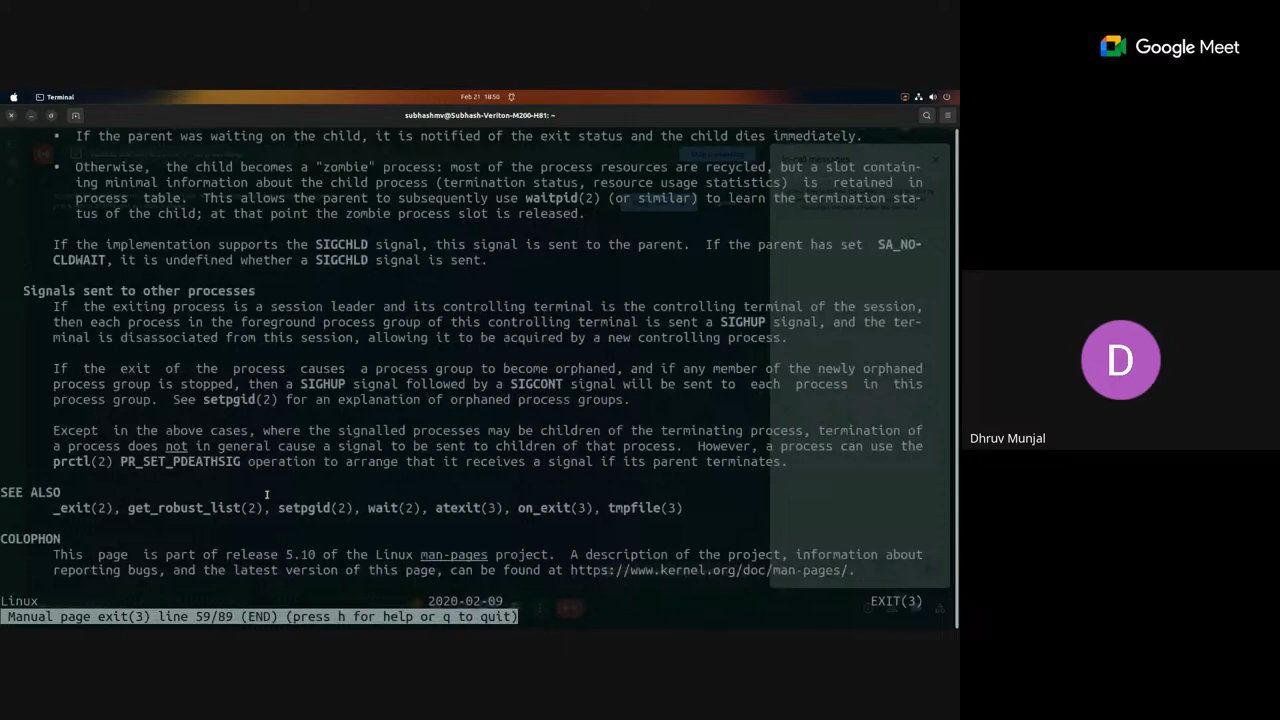 Google Meet
Terminal
Feb 21 18:50
subhashmv@Subhash-Veriton-M200-H81: ~
• If the parent was waiting on the child, it is notified of the exit status and the child dies immediately.
• Otherwise, the child becomes a "zombie" process: most of the process resources are recycled, but a slot contain-
ing minimal information about the child process (termination status, resource usage statistics) is retained in
process table. This allows the parent to subsequently use waitpid(2) (or similar) to learn the termination sta-
tus of the child; at that point the zombie process slot is released.
If the implementation supports the SIGCHLD signal, this signal is sent to the parent. If the parent has set SA_NO-
CLDWAIT, it is undefined whether a SIGCHLD signal is sent.
Signals sent to other processes
If the exiting process is a session leader and its controlling terminal is the controlling terminal of the session,
then each process in the foreground process group of this controlling terminal is sent a SIGHUP signal, and the ter-
minal is disassociated from this session, allowing it to be acquired by a new controlling process.
If the exit of the process causes a process group to become orphaned, and if any member of the newly orphaned
process group is stopped, then a SIGHUP signal followed by a SIGCONT signal will be sent to each process in this
process group. See setpgid(2) for an explanation of orphaned process groups.
Except in the above cases, where the signalled processes may be children of the terminating process, termination of
a process does not in general cause a signal to be sent to children of that process. However, a process can use the
prctl(2) PR_SET_PDEATHSIG operation to arrange that it receives a signal if its parent terminates.
SEE ALSO
_exit(2), get_robust_list(2), setpgid(2), wait(2), atexit(3), on_exit(3), tmpfile(3)
COLOPHON
This page is part of release 5.10 of the Linux man-pages project. A description of the project, information about
reporting bugs, and the latest version of this page, can be found at https://www.kernel.org/doc/man-pages/.
Linux 2020-02-09 EXIT(3)
Manual page exit(3) line 59/89 (END) (press h for help or q to quit)
D
Dhruv Munjal